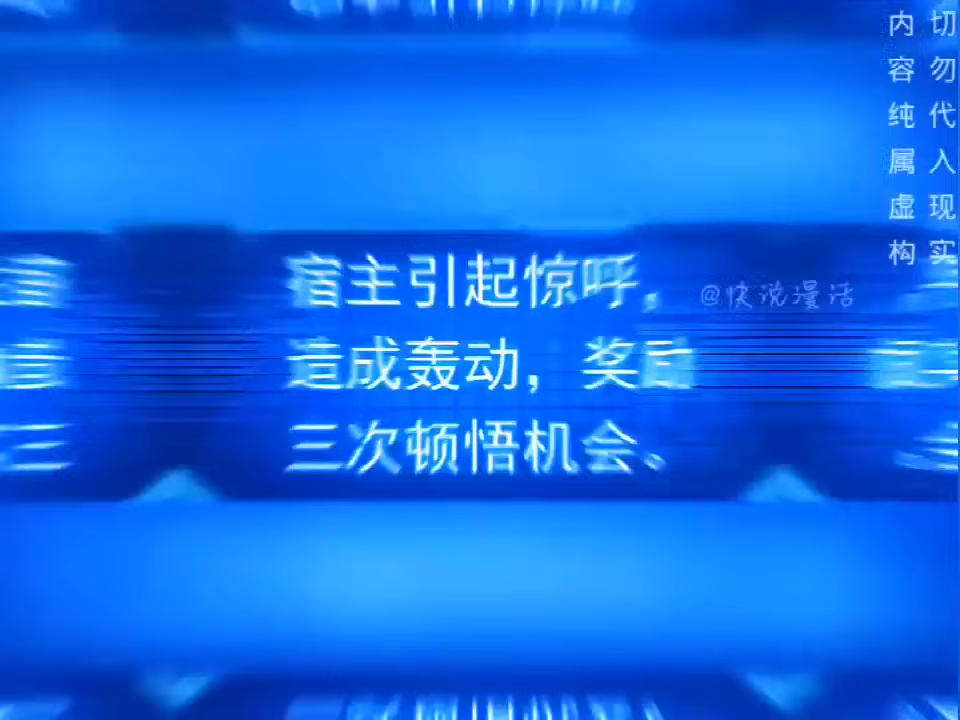 宿主引起惊呼，
造成轰动，奖励
三次顿悟机会。
@快说漫话
切勿代入现实
内容纯属虚构